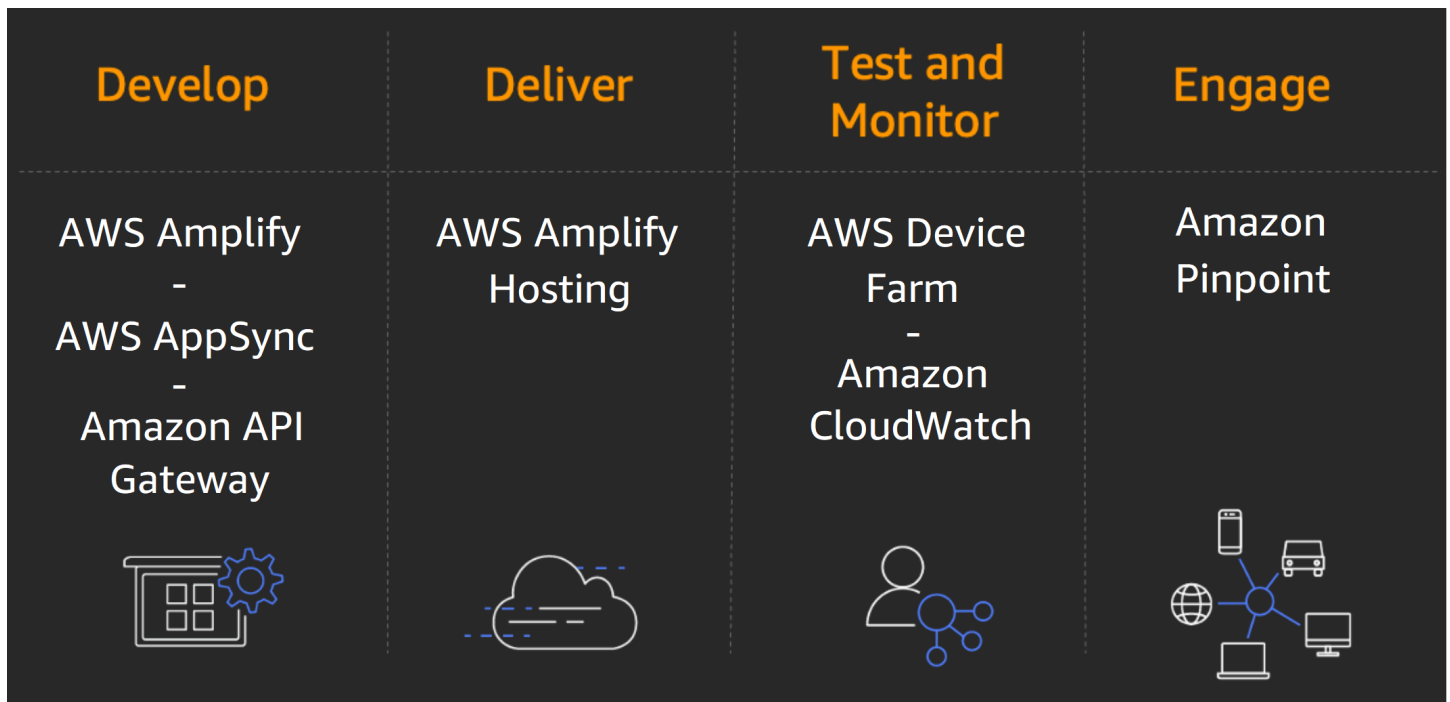 Develop
Deliver
Test and
Monitor
Engage
AWS Amplify
-
AWS AppSync
-
Amazon API
Gateway
AWS Amplify
Hosting
AWS Device
Farm
-
Amazon
CloudWatch
Amazon
Pinpoint